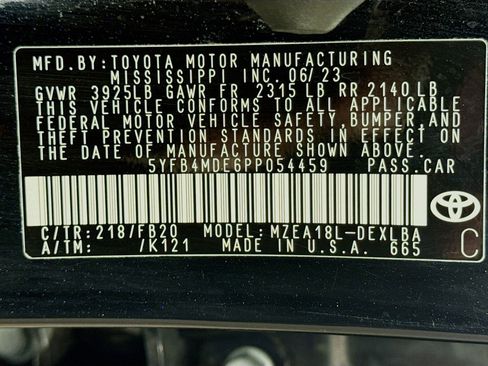 MFD.BY:TOYOTA MOTOR MANUFACTURING
MISSISSIPPI INC.06/23
GVWR 3925LB GAWR FR 2315 LB RR 2140 LB
THIS VEHICLE CONFORMS TO ALL APPLICABLE
FEDERAL MOTOR VEHICLE SAFETY,BUMPER,AND
THEFT PREVENTION STANDARDS IN EFFECT ON
THE DATE OF MANUFACTURE SHOWN ABOVE.
5YFB4MDE6PP054459 PASS.CAR
C/TR:218/FB20 MODEL:MZEA18L-DEXLBA
A/TM: /K121 MADE IN U.S.A. 665 C